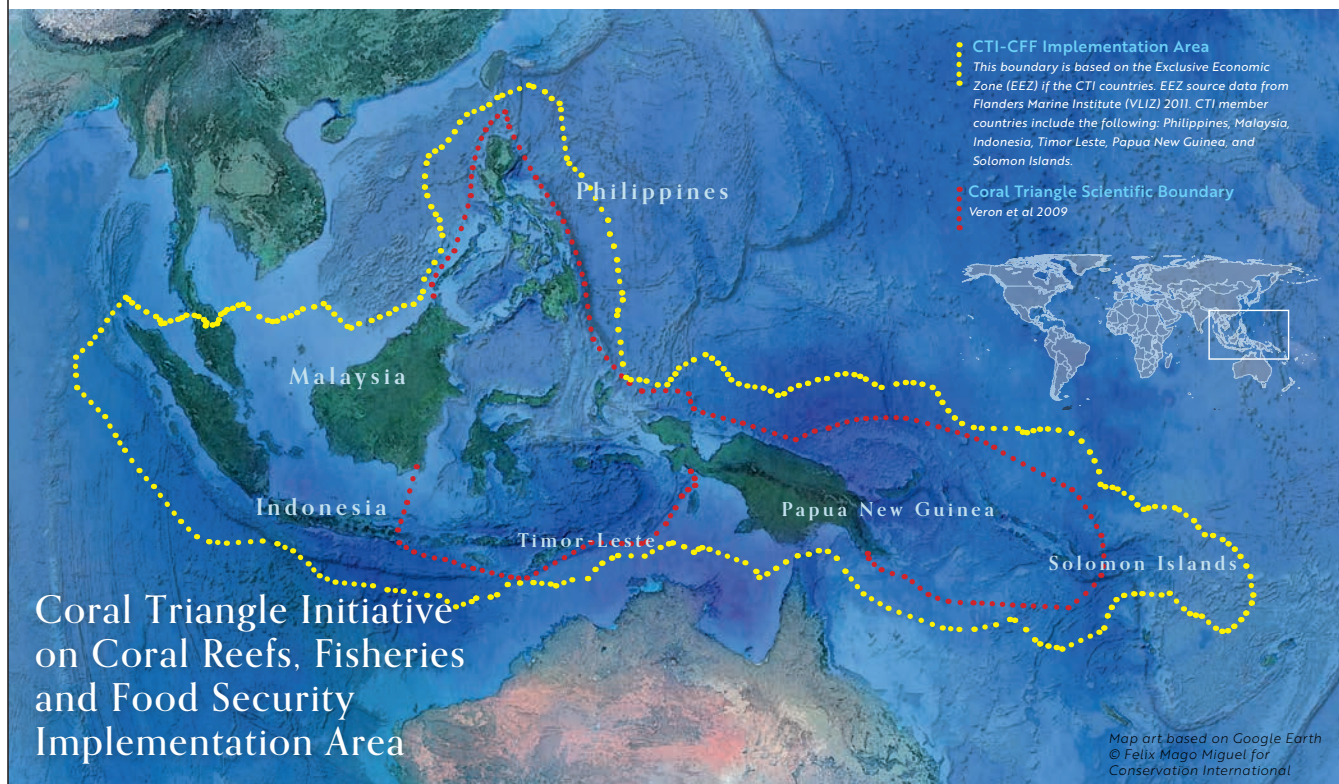 CTI-CFF Implementation Area
This boundary is based on the Exclusive Economic
Zone (EEZ) if the CTI countries. EEZ source data from
Flanders Marine Institute (VLIZ) 2011. CTI member
countries include the following: Philippines, Malaysia,
Indonesia, Timor Leste, Papua New Guinea, and
Solomon Islands.
Coral Triangle Scientific Boundary
Veron et al 2009
Philippines
Malaysia
Indonesia
Timor-Leste
Papua New Guinea
Solomon Islands
Coral Triangle Initiative
on Coral Reefs, Fisheries
and Food Security
Implementation Area
Map art based on Google Earth
© Felix Mago Miguel for
Conservation International